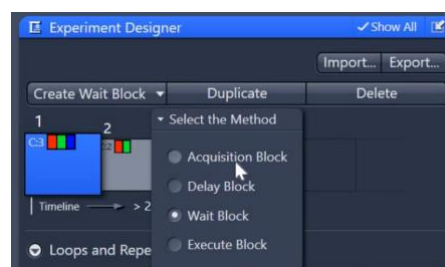 Experiment Designer Show All
Import... Export...
Create Wait Block Duplicate Delete
1 2 Select the Method
C:3
Acquisition Block
Delay Block
Timeline > 2
Wait Block
Loops and Repe Execute Block